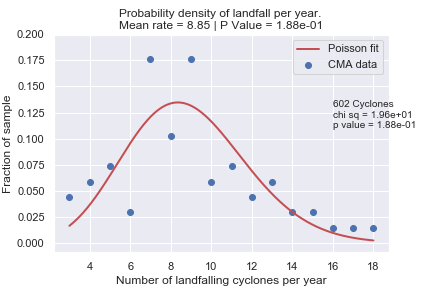 Probability density of landfall per year.
Mean rate = 8.85 | P Value = 1.88e-01
0.200
0.175
0.150
0.125
0.100
0.075
0.050
0.025
0.000
Fraction of sample
Poisson fit
CMA data
602 Cyclones
chi sq = 1.96e+01
p value = 1.88e-01
4 6 8 10 12 14 16 18
Number of landfalling cyclones per year